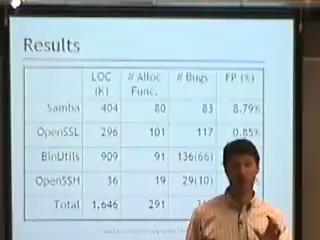 Results
LOC (K) # Alloc Func. # Bugs FP (%)
Samba 404 80 83 8.79%
OpenSSL 296 101 117 0.85%
BinUtils 909 91 136(66)
OpenSSH 36 19 29(10)
Total 1,646 291